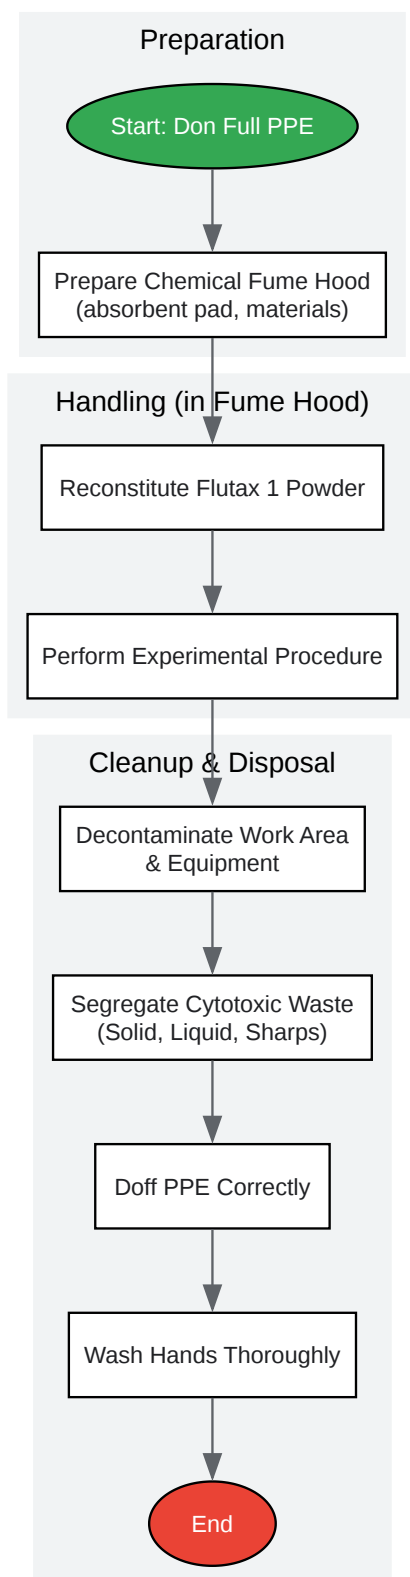 Preparation
Start: Don Full PPE
Prepare Chemical Fume Hood
(absorbent pad, materials)
Handling (in Fume Hood)
Reconstitute Flutax 1 Powder
Perform Experimental Procedure
Cleanup & Disposal
Decontaminate Work Area
& Equipment
Segregate Cytotoxic Waste
(Solid, Liquid, Sharps)
Doff PPE Correctly
Wash Hands Thoroughly
End